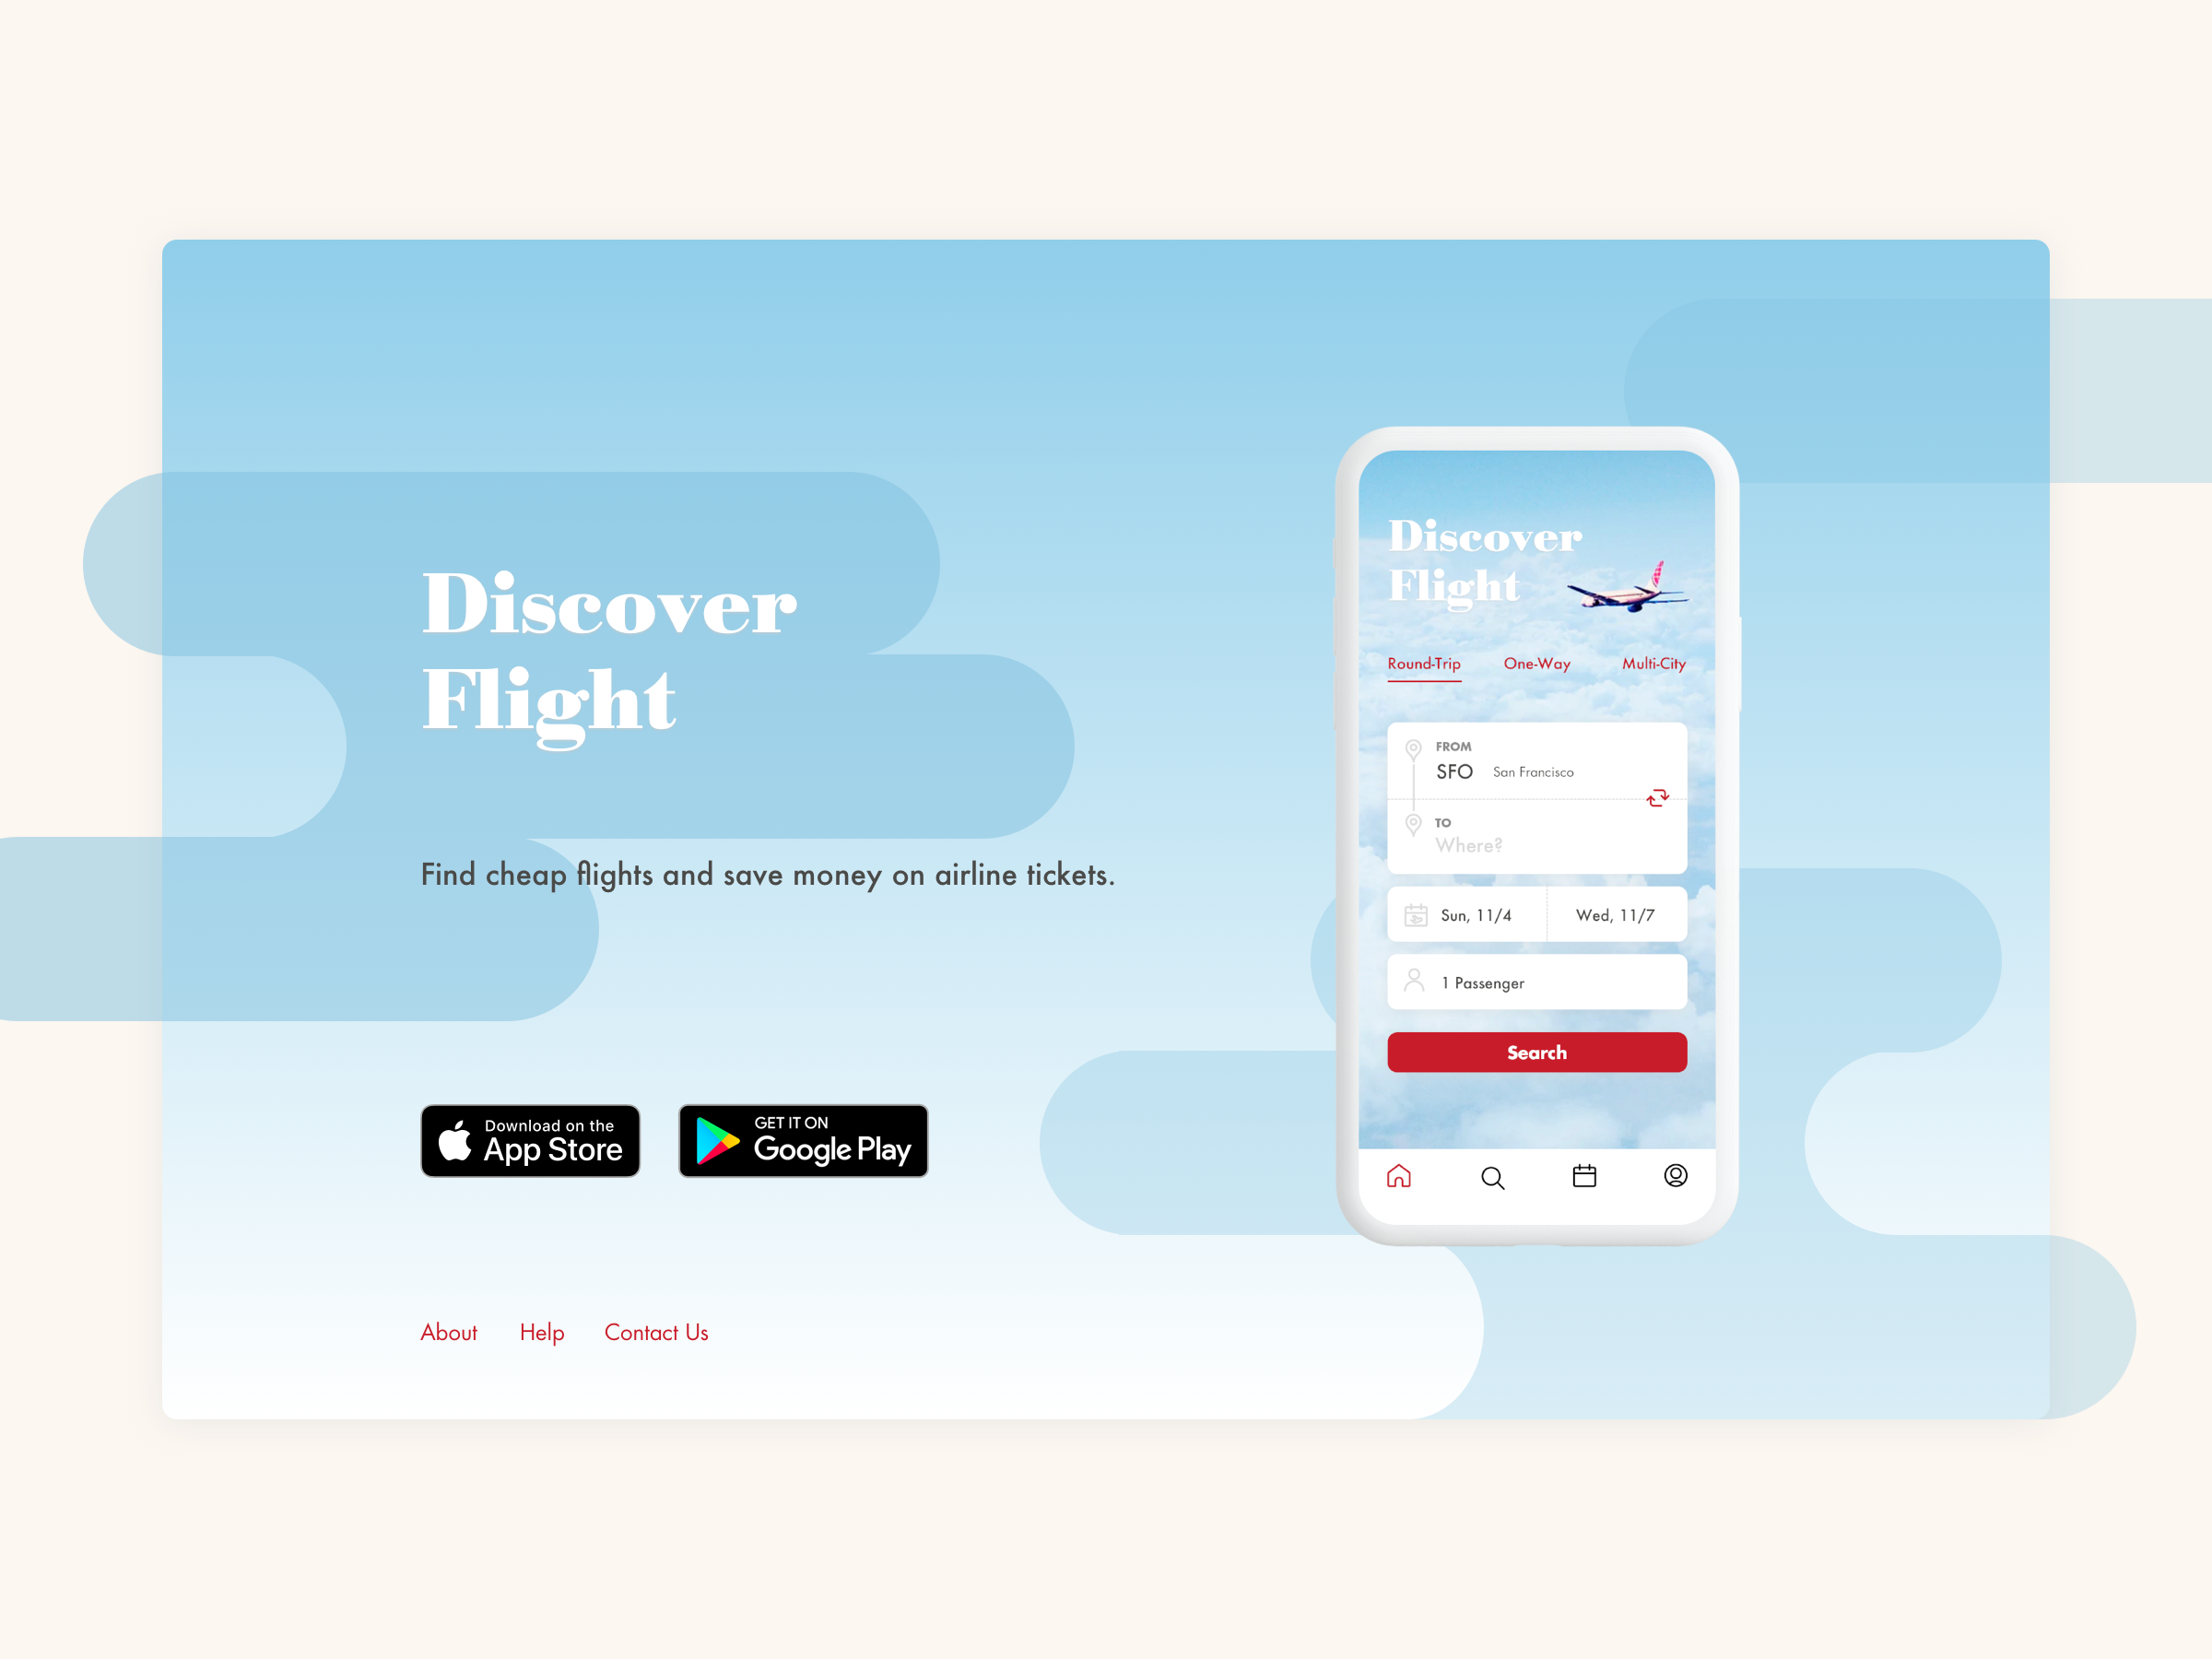 Discover
Flight
Find cheap flights and save money on airline tickets.
Download on the
App Store
GET IT ON
Google Play
About Help Contact Us
Discover
Flight
Round-Trip One-Way Multi-City
FROM
SFO San Francisco
TO
Where?
Sun, 11/4 Wed, 11/7
1 Passenger
Search